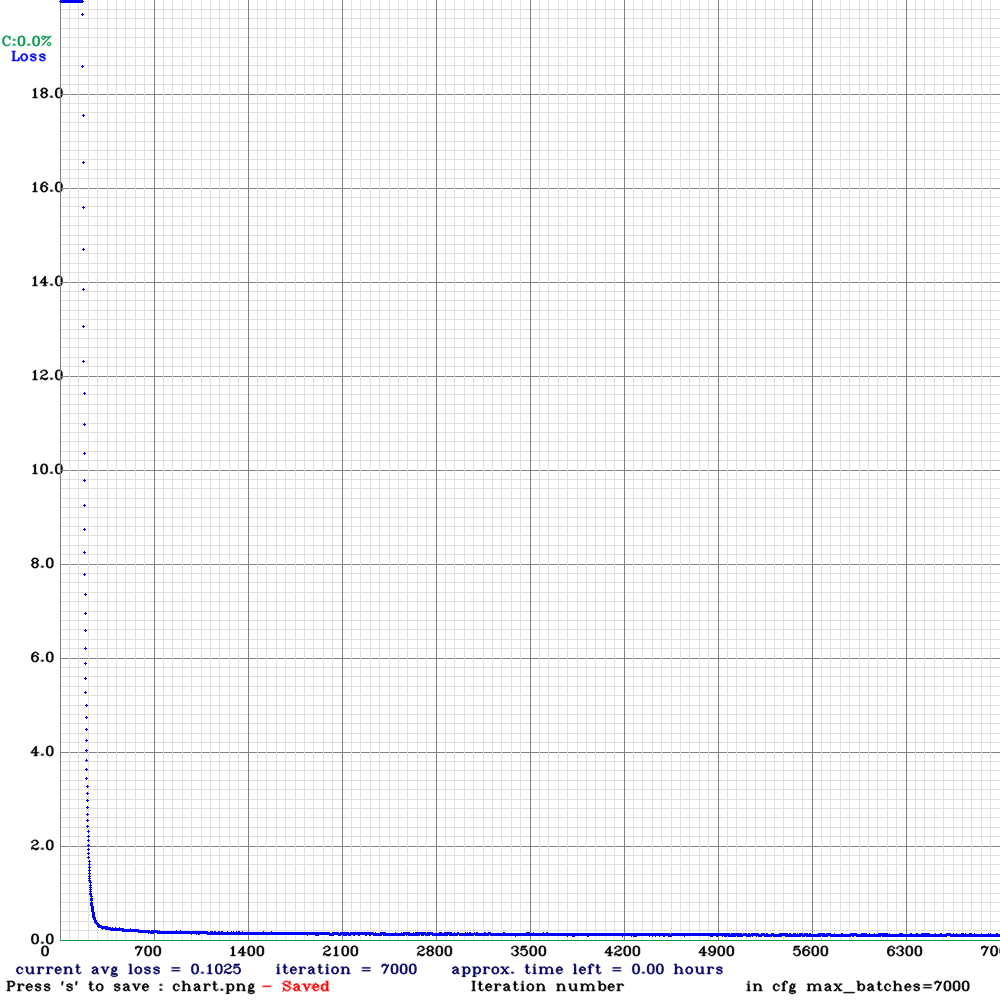 C:0.0%
Loss
18.0
16.0
14.0
12.0
10.0
8.0
6.0
4.0
2.0
0.0
0 700 1400 2100 2800 3500 4200 4900 5600 6300 70
current avg loss = 0.1025 iteration = 7000 approx. time left = 0.00 hours
Press 's' to save : chart.png - Saved Iteration number in cfg max_batches=7000